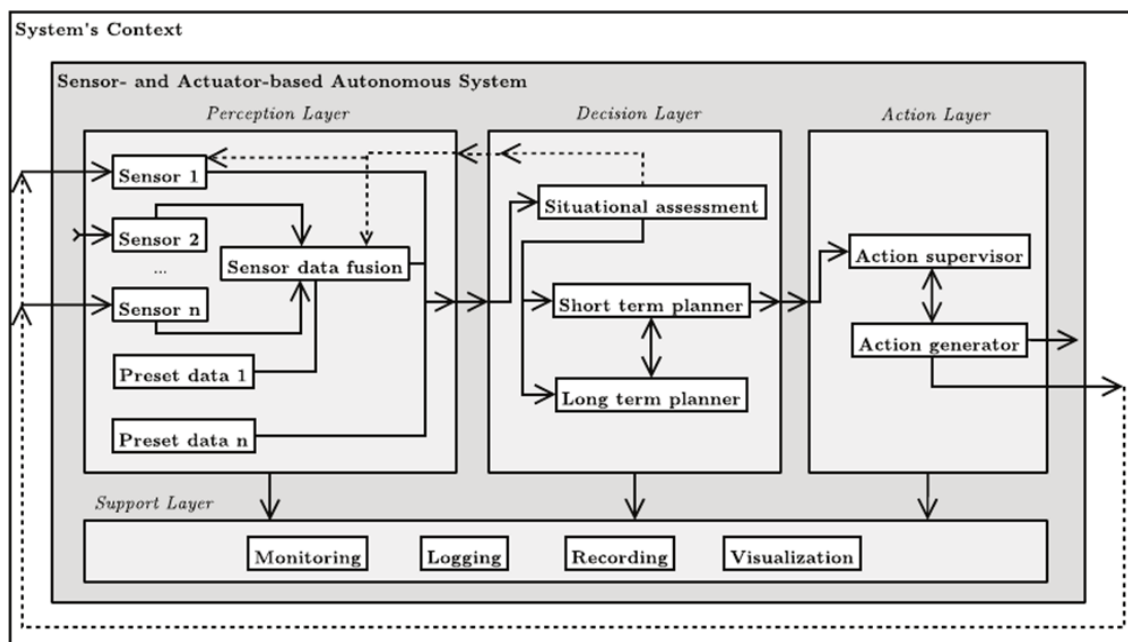 System's Context
Sensor- and Actuator-based Autonomous System
Perception Layer
Decision Layer
Action Layer
Sensor 1
Sensor 2
...
Sensor n
Sensor data fusion
Preset data 1
Preset data n
Situational assessment
Short term planner
Long term planner
Action supervisor
Action generator
Support Layer
Monitoring
Logging
Recording
Visualization